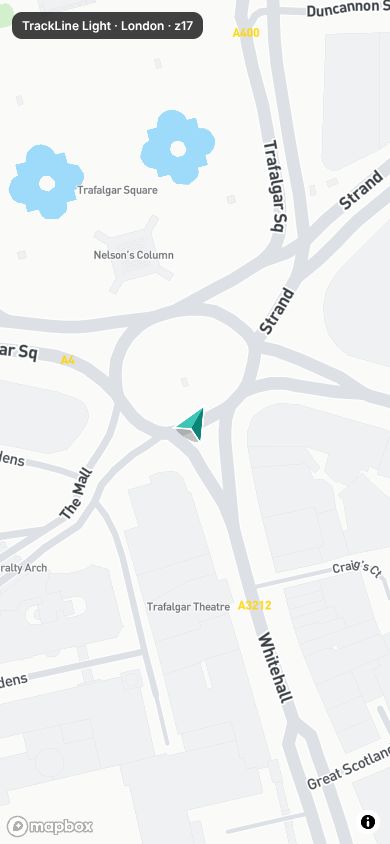 TrackLine Light · London · z17
Duncannon S
A400
Trafalgar Sq
Strand
Trafalgar Square
Nelson's Column
Strand
ar Sq
A4
dens
The Mall
ralty Arch
Craig's Ct
Trafalgar Theatre
A3212
Whitehall
dens
Great Scotlan
mapbox
i